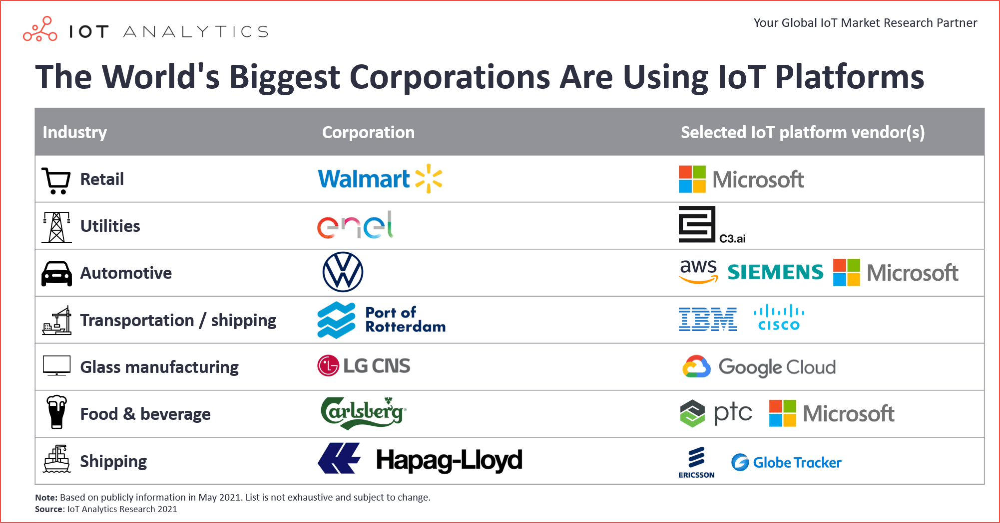 IOT ANALYTICS
Your Global IoT Market Research Partner
The World's Biggest Corporations Are Using IoT Platforms
Industry Corporation Selected IoT platform vendor(s)
Retail Walmart Microsoft
Utilities enel C3.ai
Automotive VW aws SIEMENS Microsoft
Transportation / shipping Port of
Rotterdam IBM CISCO
Glass manufacturing LG LG CNS Google Cloud
Food & beverage Carlsberg® ptc Microsoft
Shipping Hapag-Lloyd ERICSSON Globe Tracker
Note: Based on publicly information in May 2021. List is not exhaustive and subject to change.
Source: IoT Analytics Research 2021